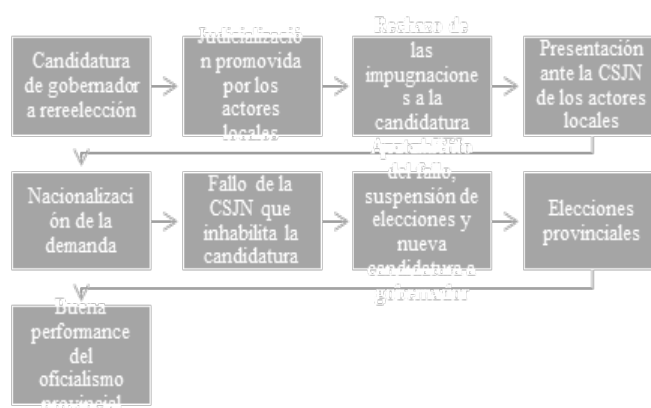 Candidatura
de gobernador
a rereelección
Judicializació
n promovida
por los
actores
locales
Rechazo de
las
impugnacione
s a la
candidatura
Presentación
ante la CSJN
de los actores
locales
Nacionalizaci
ón de la
demanda
Fallo de la
CSJN que
inhabilita la
candidatura
del fallo,
suspensión de
elecciones y
nueva
candidatura a
gobernador
Elecciones
provinciales
Buena
performance
del
oficialismo
provincial